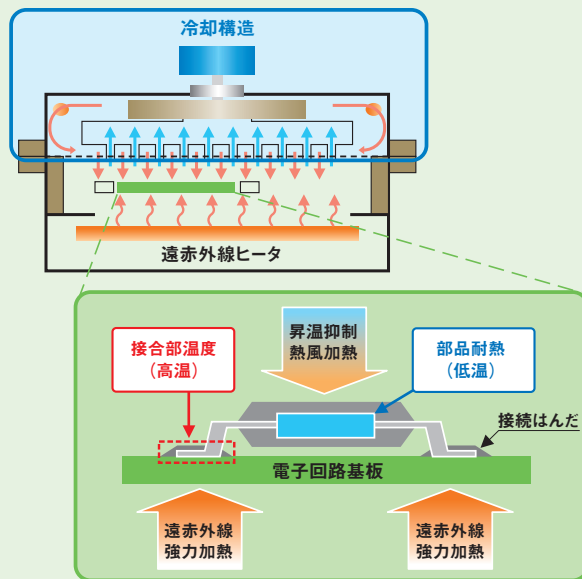 冷却構造
遠赤外線ヒータ
昇温抑制
熱風加熱
接合部温度
（高温）
部品耐熱
（低温）
接続はんだ
電子回路基板
遠赤外線
強力加熱
遠赤外線
強力加熱